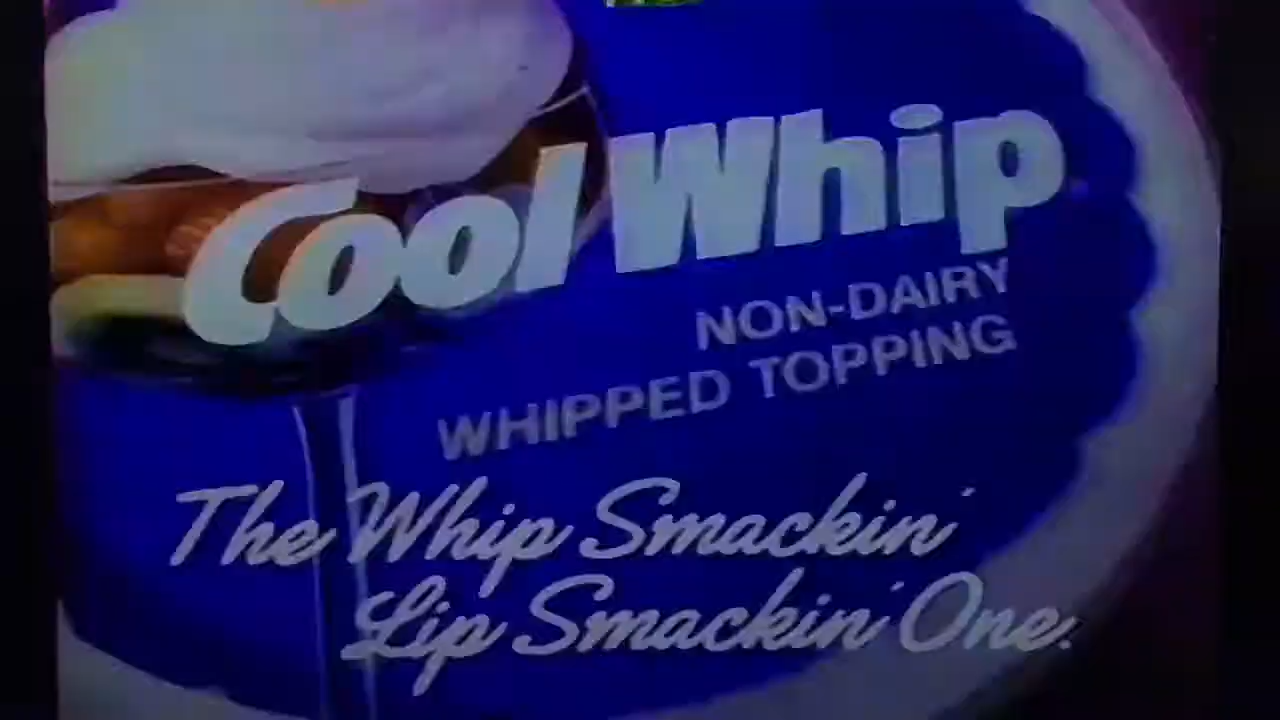 Cool Whip
NON-DAIRY
WHIPPED TOPPING
The Whip Smackin'
Lip Smackin' One.